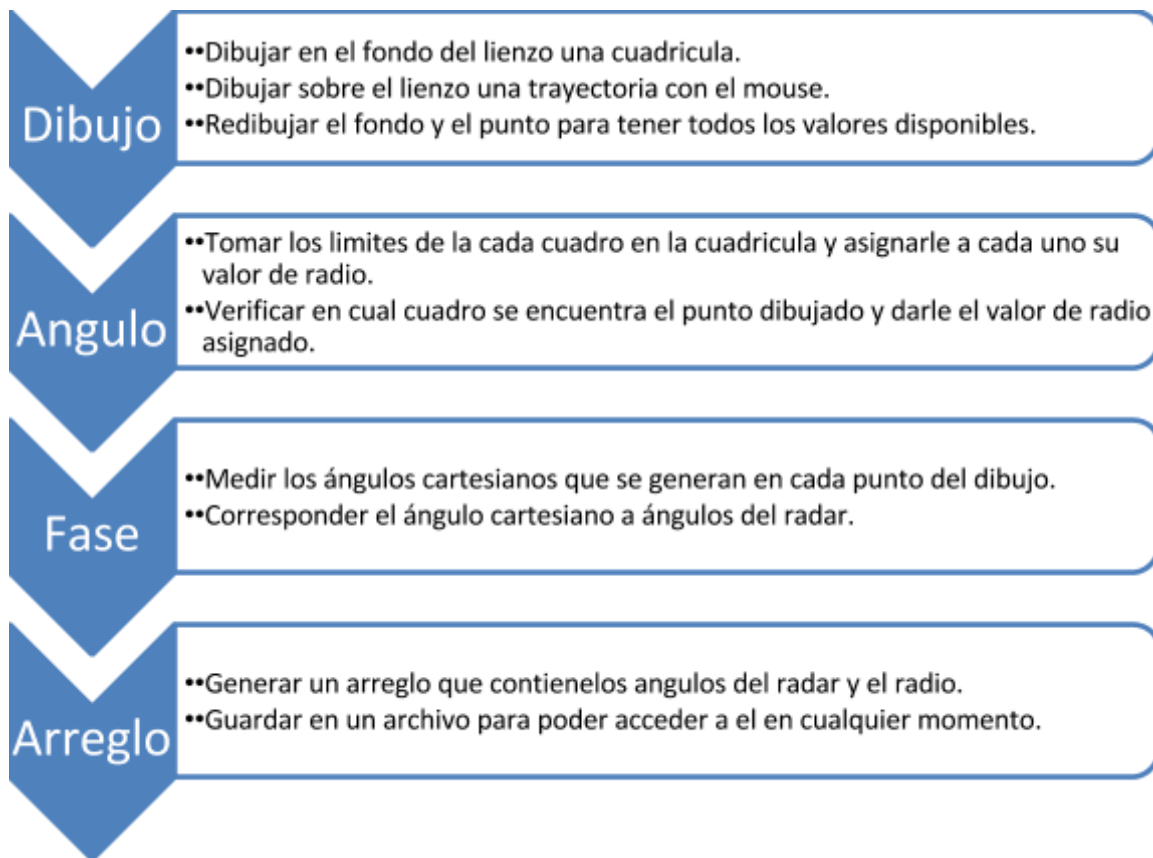 Dibujo
••Dibujar en el fondo del lienzo una cuadricula.
••Dibujar sobre el lienzo una trayectoria con el mouse.
••Redibujar el fondo y el punto para tener todos los valores disponibles.
Angulo
••Tomar los limites de la cada cuadro en la cuadricula y asignarle a cada uno su
valor de radio.
••Verificar en cual cuadro se encuentra el punto dibujado y darle el valor de radio
asignado.
Fase
••Medir los ángulos cartesianos que se generan en cada punto del dibujo.
••Corresponder el ángulo cartesiano a ángulos del radar.
Arreglo
••Generar un arreglo que contienelos angulos del radar y el radio.
••Guardar en un archivo para poder acceder a el en cualquier momento.